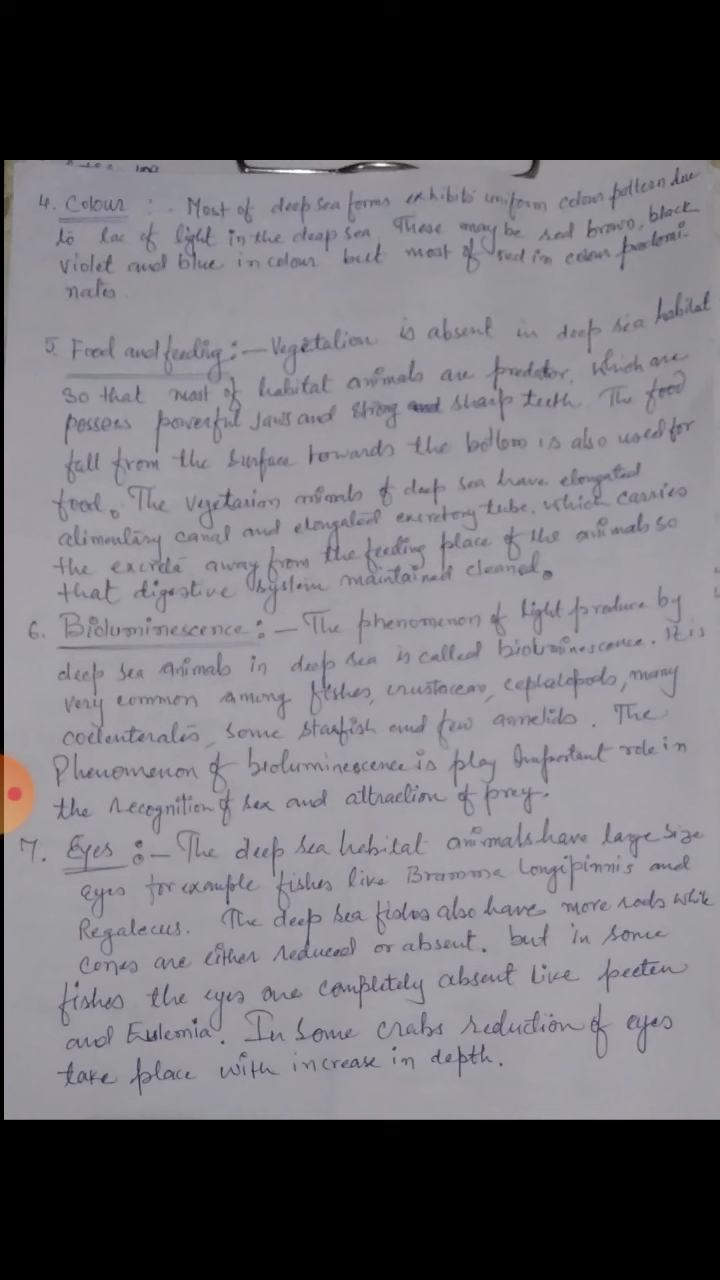 4. Colour : - Most of deep sea forms exhibits uniform colour pattern due
to lac of light in the deep sea. These may be red brown, black
violet and blue in colour but most of red in colour predomi-
nates.
5. Food and feeding :- Vegetation is absent in deep sea habitat
so that most of habitat animals are predator, which are
possess powerful jaws and strong and sharp teeth. The food
fall from the surface towards the bottom is also used for
food. The vegetarian animals of deep sea have elongated
alimentary canal and elongated excretory tube, which carries
the excreta away from the feeding place of the animals so
that digestive system maintained cleaned.
6. Bioluminescence :- The phenomenon of light produce by
deep sea animals in deep sea is called bioluminescence. It is
very common among fishes, crustacean, cephalopods, many
coelenterates, some starfish and few annelids. The
Phenomenon of bioluminescence is play Important role in
the recognition of sex and attraction of prey.
7. Eyes :- The deep sea habitat animals have large size
eyes for example fishes like Bramma Longipinnis and
Regalecus. The deep sea fishes also have more rods while
cones are either reduced or absent. but in some
fishes the eyes are completely absent like pecten
and Eulemia. In some crabs reduction of eyes
take place with increase in depth.